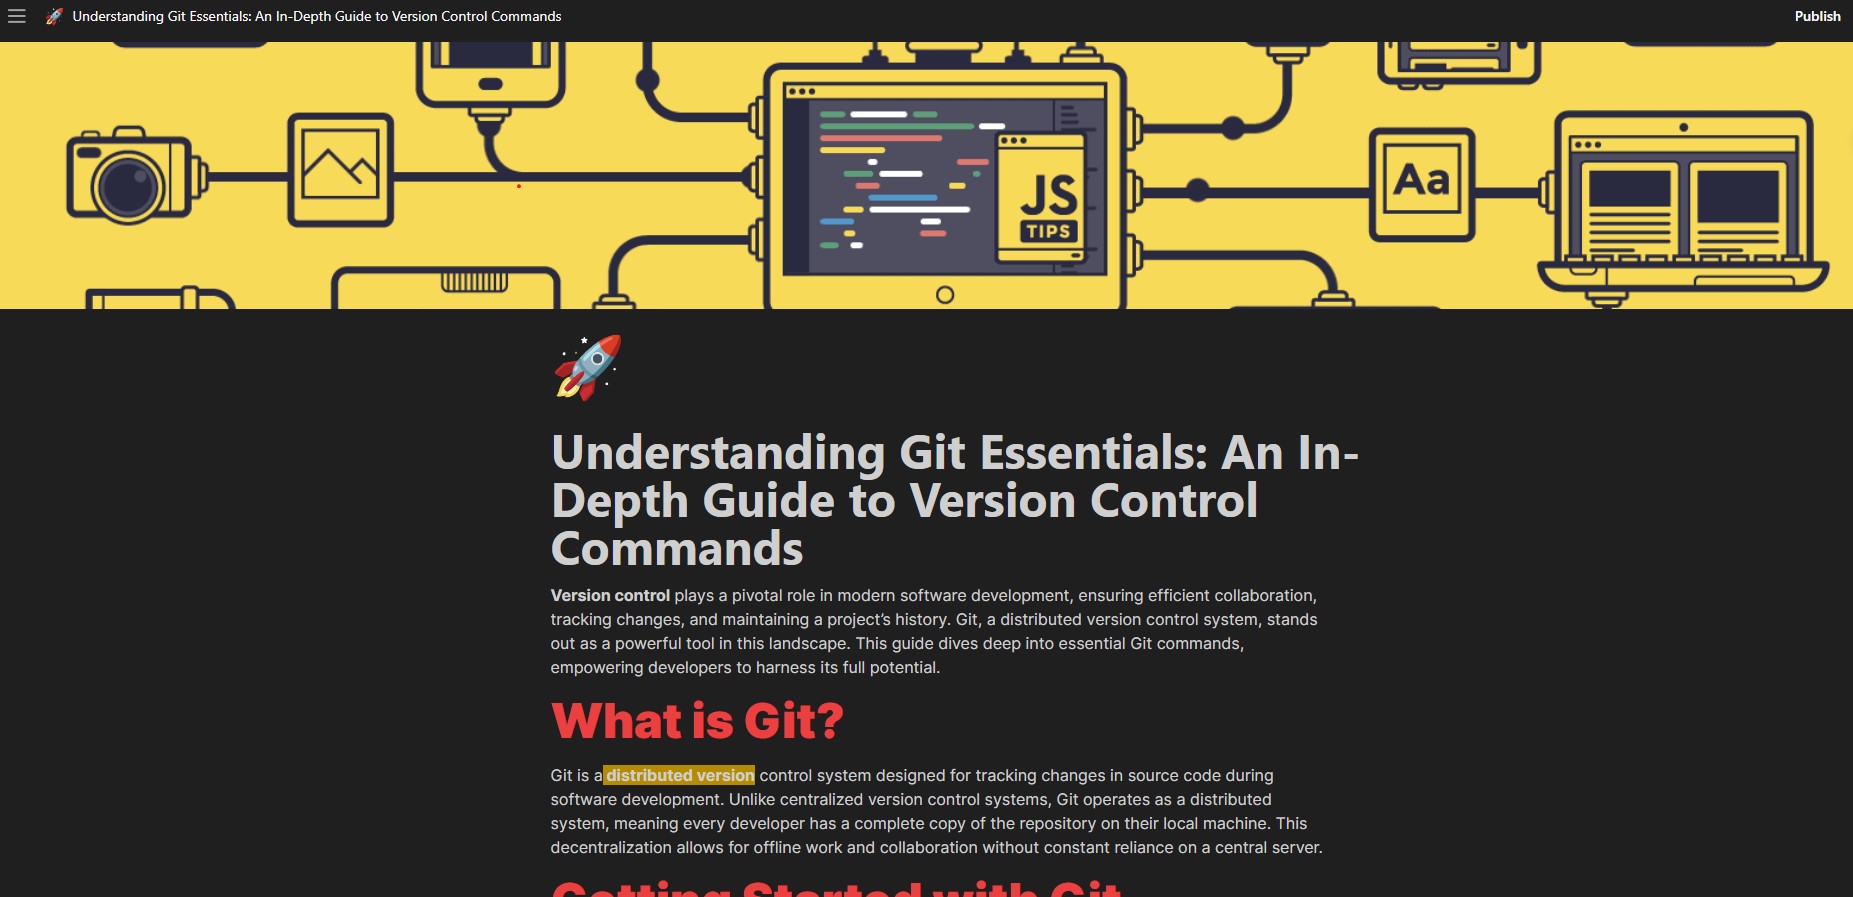 Understanding Git Essentials: An In-Depth Guide to Version Control Commands
Publish
JS
TIPS
Aa
Understanding Git Essentials: An In-
Depth Guide to Version Control
Commands
Version control plays a pivotal role in modern software development, ensuring efficient collaboration,
tracking changes, and maintaining a project’s history. Git, a distributed version control system, stands
out as a powerful tool in this landscape. This guide dives deep into essential Git commands,
empowering developers to harness its full potential.
What is Git?
Git is a distributed version control system designed for tracking changes in source code during
software development. Unlike centralized version control systems, Git operates as a distributed
system, meaning every developer has a complete copy of the repository on their local machine. This
decentralization allows for offline work and collaboration without constant reliance on a central server.
Getting Started with Git